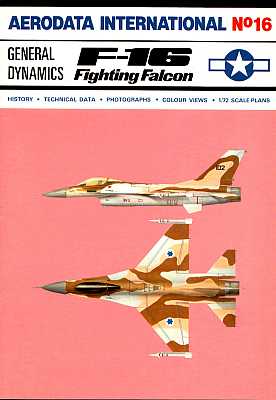 AERODATA INTERNATIONAL No16
GENERAL DYNAMICS
F-16
Fighting Falcon
HISTORY • TECHNICAL DATA • PHOTOGRAPHS • COLOUR VIEWS • 1/72 SCALE PLANS